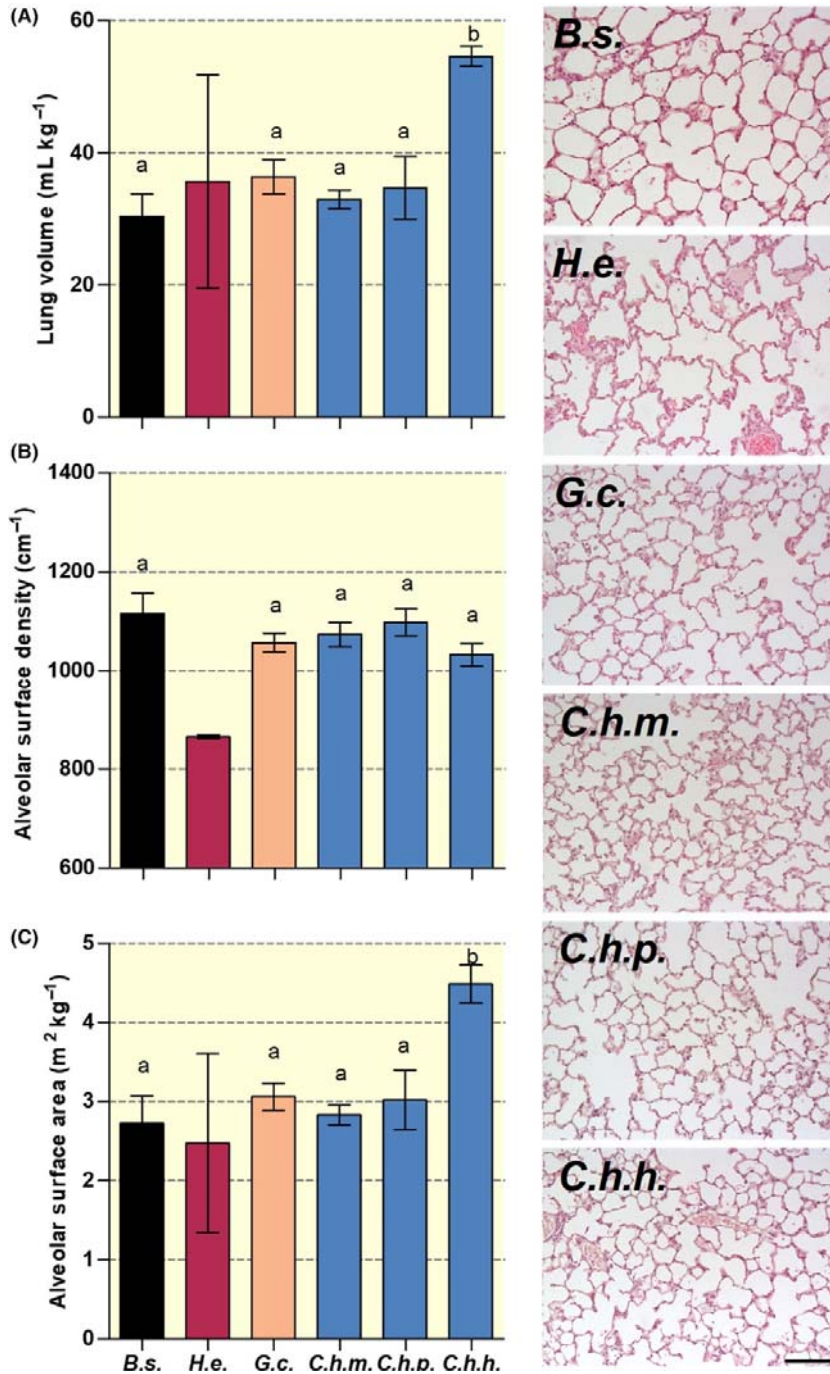 (A)
Lung volume (mL kg⁻¹)
60
40
20
0
a
a
a
a
b
(B)
Alveolar surface density (cm⁻¹)
1400
1200
1000
800
600
a
a
a
a
a
(C)
Alveolar surface area (m² kg⁻¹)
5
4
3
2
1
0
a
a
a
a
b
B.s. H.e. G.c. C.h.m. C.h.p. C.h.h.
B.s.
H.e.
G.c.
C.h.m.
C.h.p.
C.h.h.